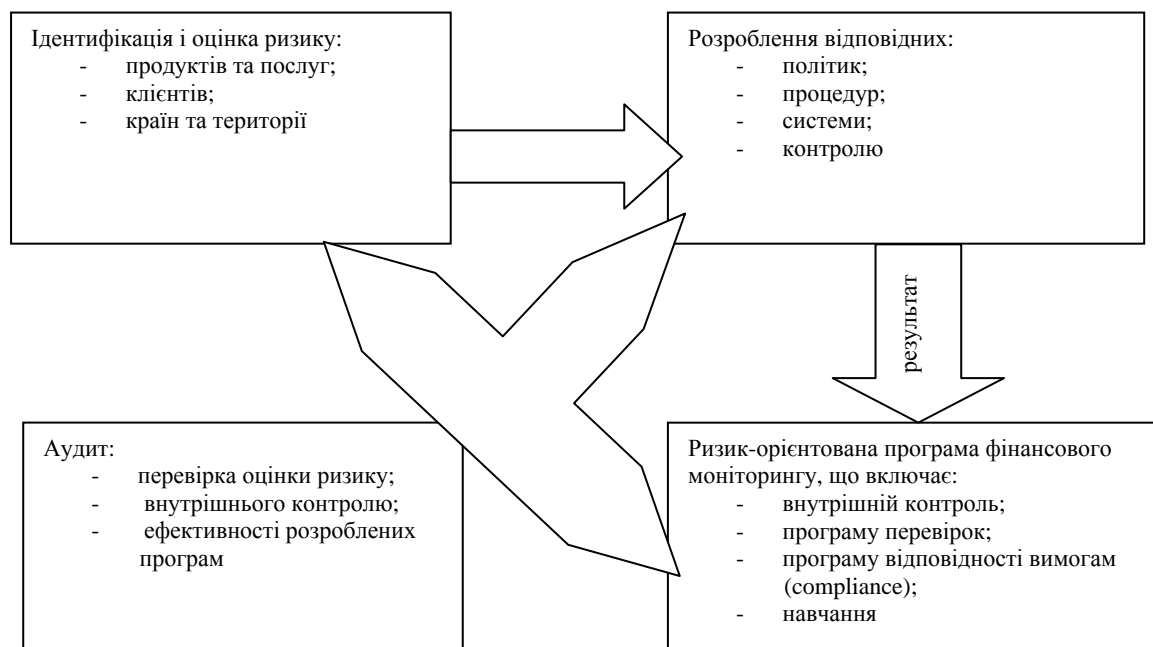 Ідентифікація і оцінка ризику:
- продуктів та послуг;
- клієнтів;
- країн та території
Розроблення відповідних:
- політик;
- процедур;
- системи;
- контролю
результат
Аудит:
- перевірка оцінки ризику;
- внутрішнього контролю;
- ефективності розроблених
програм
Ризик-орієнтована програма фінансового
моніторингу, що включає:
- внутрішній контроль;
- програму перевірок;
- програму відповідності вимогам
(compliance);
- навчання